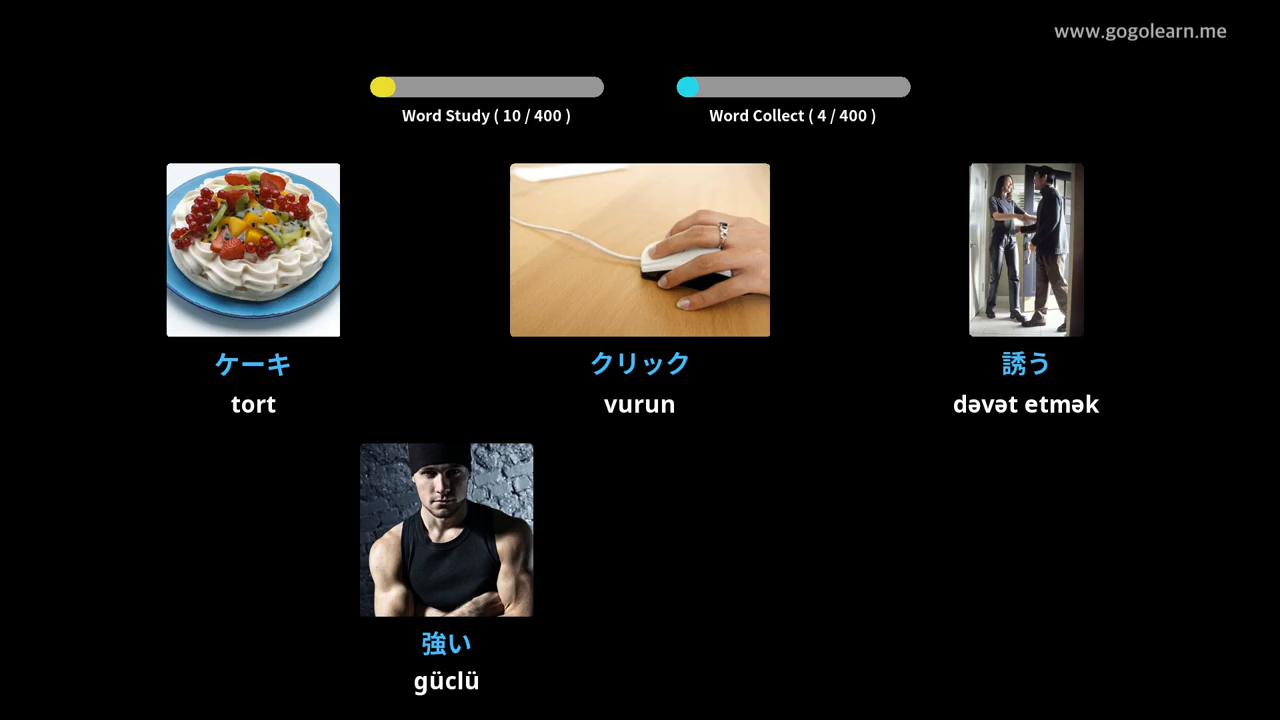 www.gogolearn.me
Word Study ( 10 / 400 )
Word Collect ( 4 / 400 )
ケーキ
tort
クリック
vurun
誘う
dəvət etmək
強い
güclü